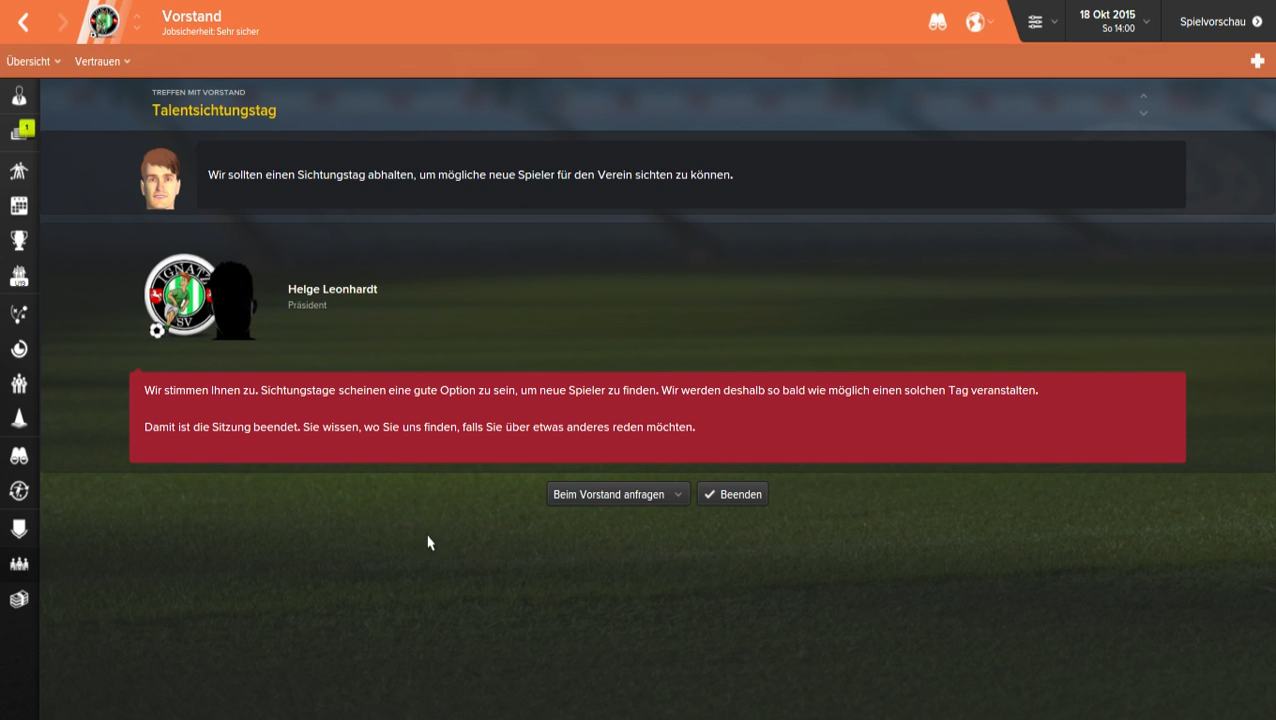 Vorstand
Jobsicherheit: Sehr sicher
18 Okt 2015
So 14:00
Spielvorschau
Übersicht
Vertrauen
1
TREFFEN MIT VORSTAND
Talentsichtungstag
Wir sollten einen Sichtungstag abhalten, um mögliche neue Spieler für den Verein sichten zu können.
U19
IGNATZ
SV
Helge Leonhardt
Präsident
Wir stimmen Ihnen zu. Sichtungstage scheinen eine gute Option zu sein, um neue Spieler zu finden. Wir werden deshalb so bald wie möglich einen solchen Tag veranstalten.
Damit ist die Sitzung beendet. Sie wissen, wo Sie uns finden, falls Sie über etwas anderes reden möchten.
Beim Vorstand anfragen
Beenden